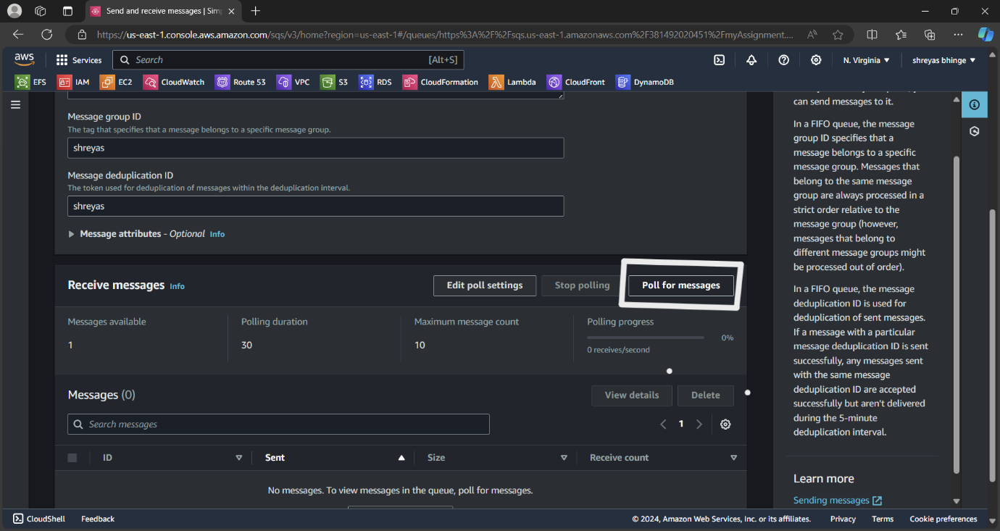 Send and receive messages | Sim
https://us-east-1.console.aws.amazon.com/sqs/v3/home?region=us-east-1#/queues/https%3A%2F%2Fsqs.us-east-1.amazonaws.com%2F381492020451%2FmyAssignment....
aws
Services
Search
[Alt+S]
N. Virginia
shreyas bhinge
EFS
IAM
EC2
CloudWatch
Route 53
VPC
S3
RDS
CloudFormation
Lambda
CloudFront
DynamoDB
Message group ID
The tag that specifies that a message belongs to a specific message group.
shreyas
Message deduplication ID
The token used for deduplication of messages within the deduplication interval.
shreyas
Message attributes - Optional Info
Receive messages Info
Edit poll settings
Stop polling
Poll for messages
Messages available
1
Polling duration
30
Maximum message count
10
Polling progress
0%
0 receives/second
Messages (0)
View details
Delete
Search messages
1
ID
Sent
Size
Receive count
No messages. To view messages in the queue, poll for messages.
can send messages to it.
In a FIFO queue, the message
group ID specifies that a
message belongs to a specific
message group. Messages that
belong to the same message
group are always processed in a
strict order relative to the
message group (however,
messages that belong to
different message groups might
be processed out of order).
In a FIFO queue, the message
deduplication ID is used for
deduplication of sent messages.
If a message with a particular
message deduplication ID is sent
successfully, any messages sent
with the same message
deduplication ID are accepted
successfully but aren't delivered
during the 5-minute
deduplication interval.
Learn more
Sending messages
CloudShell
Feedback
© 2024, Amazon Web Services, Inc. or its affiliates.
Privacy
Terms
Cookie preferences